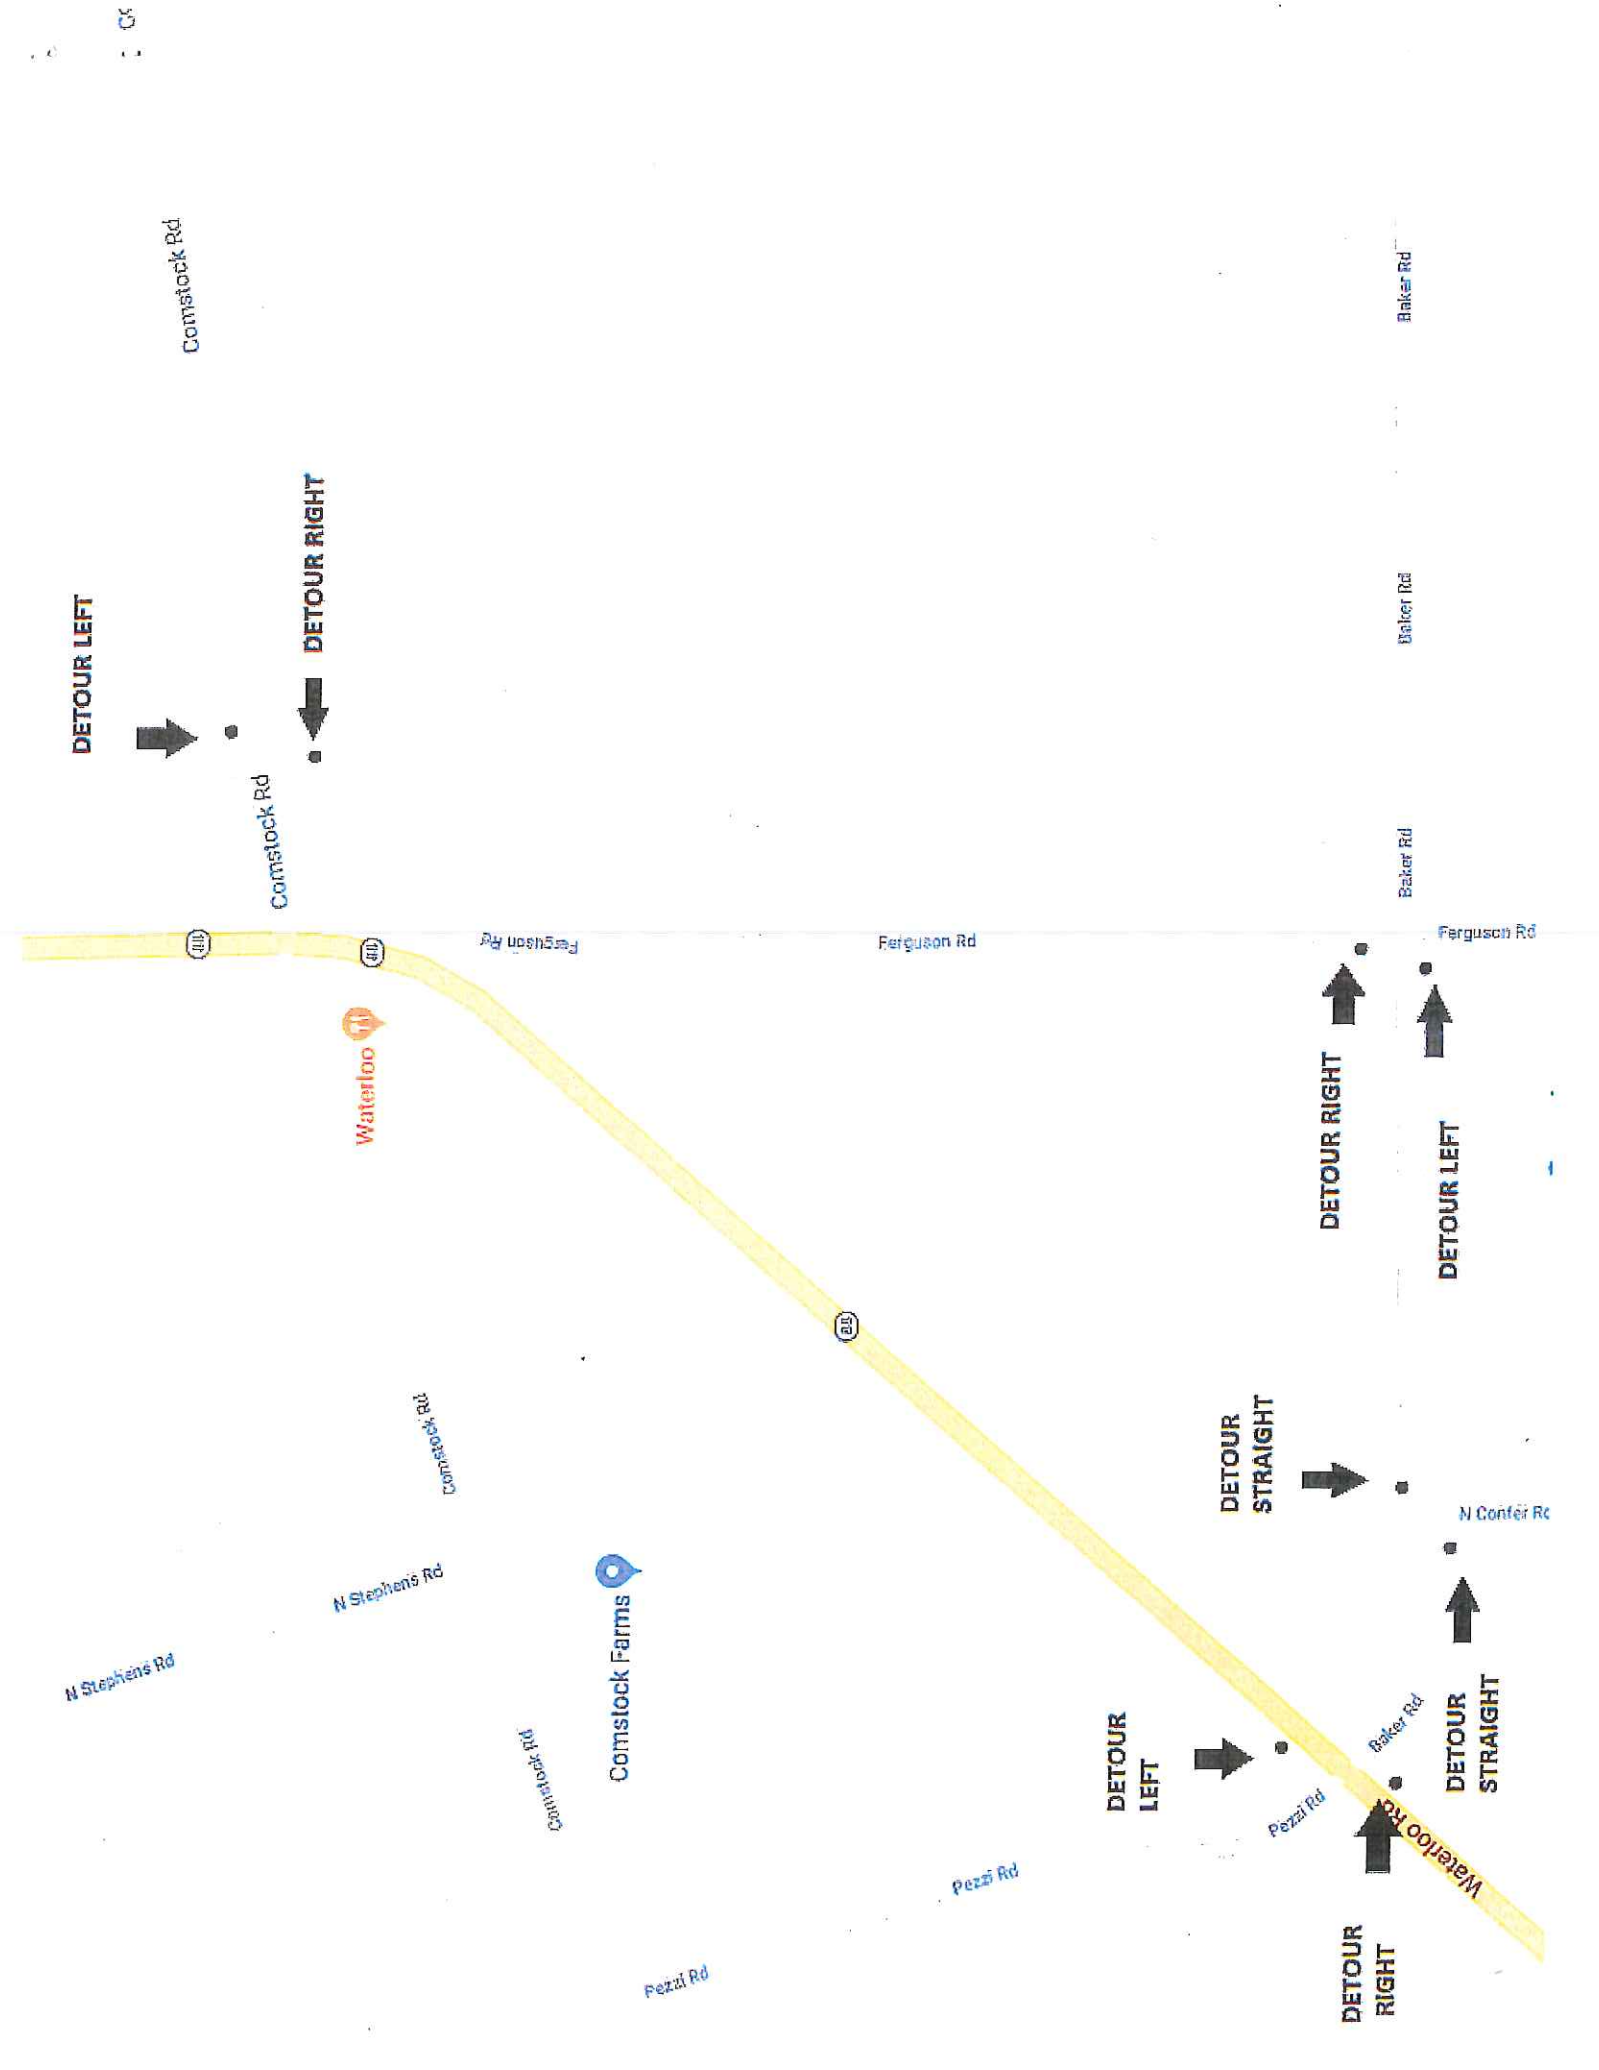 DETOUR LEFT
N Stephens Rd
Comstock Rd
Comstock Rd
DETOUR RIGHT
Waterloo
N Stephens Rd
Comstock Rd
Ferguson Rd
Comstock Rd
Comstock Farms
Pezzi Rd
Ferguson Rd
Pezzi Rd
DETOUR
LEFT
DETOUR
STRAIGHT
Pezzi Rd
DETOUR RIGHT
DETOUR
RIGHT
Baker Rd
Baker Rd
Baker Rd
Baker Rd
Waterloo Rd
DETOUR LEFT
DETOUR
STRAIGHT
Ferguson Rd
N Confer